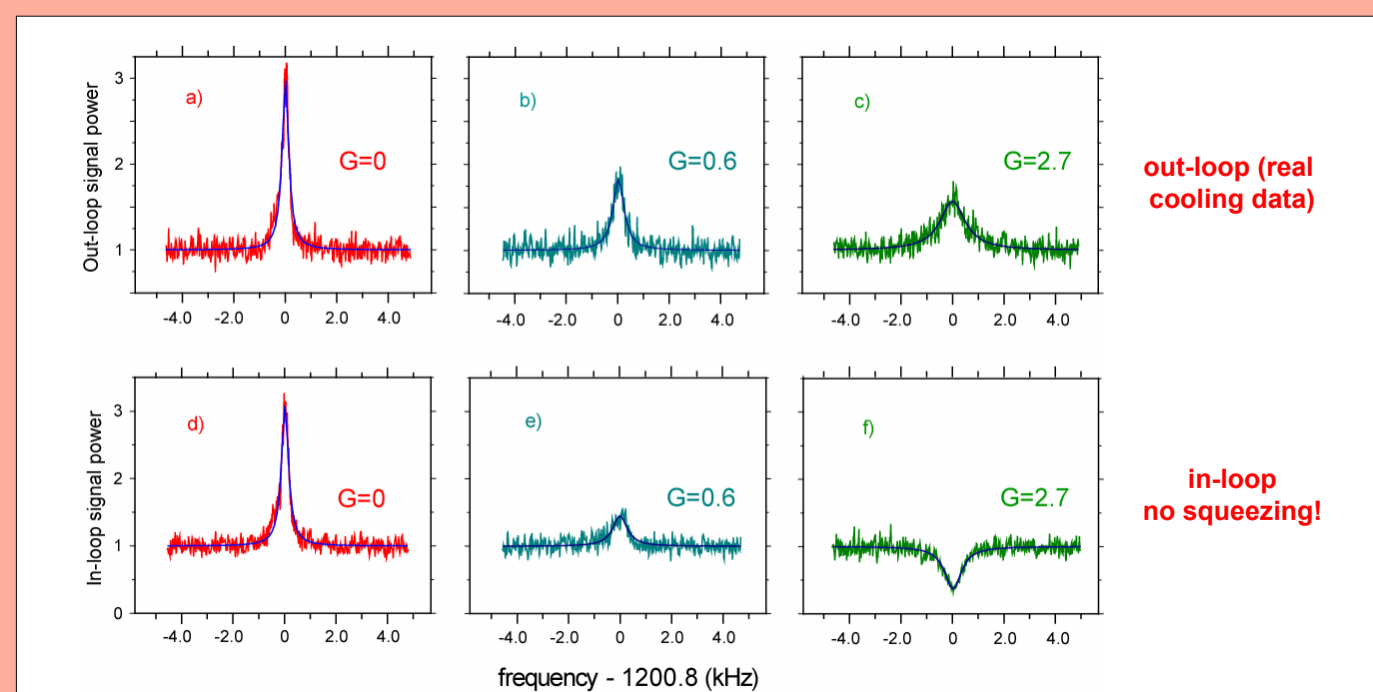 a)
G=0
b)
G=0.6
c)
G=2.7
Out-loop signal power
3
2
1
-4.0 -2.0 0 2.0 4.0
-4.0 -2.0 0 2.0 4.0
-4.0 -2.0 0 2.0 4.0
out-loop (real
cooling data)
d)
G=0
e)
G=0.6
f)
G=2.7
In-loop signal power
3
2
1
0
-4.0 -2.0 0 2.0 4.0
-4.0 -2.0 0 2.0 4.0
-4.0 -2.0 0 2.0 4.0
in-loop
no squeezing!
frequency - 1200.8 (kHz)